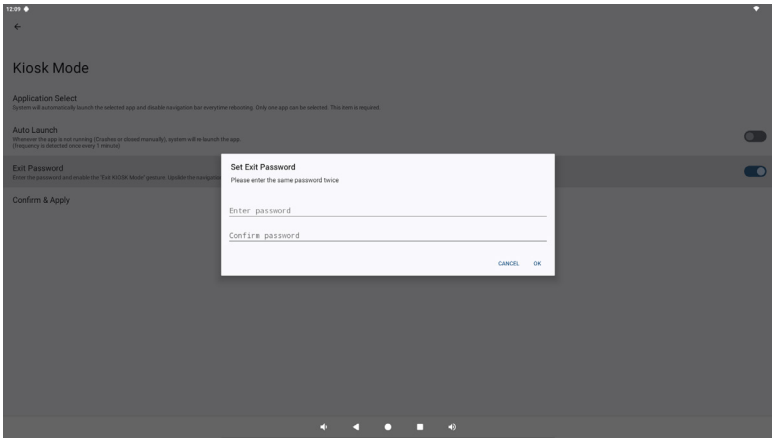 12:09
Kiosk Mode
Application Select
System will automatically launch the selected app and disable navigation bar everytime rebooting. Only one app can be selected. This item is required.
Auto Launch
Whenever the app is not running (Crashes or closed manually), system will re-launch the app.
(frequency is detected once every 1 minute)
Exit Password
Enter the password and enable the "Exit KIOSK Mode" gesture. Update the navigation
Set Exit Password
Please enter the same password twice
Enter password
Confirm password
CANCEL OK
Confirm & Apply